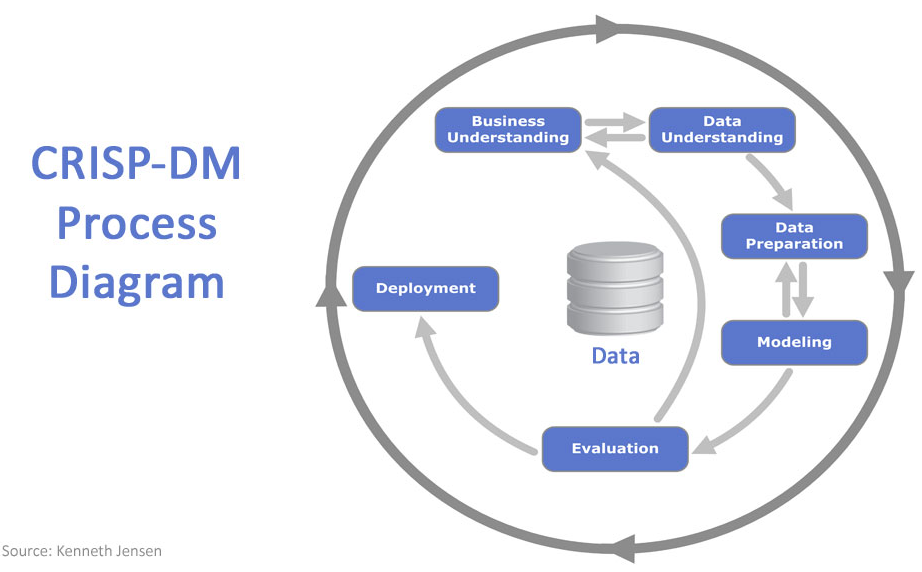 CRISP-DM
Process
Diagram
Business
Understanding
Data
Understanding
Data
Preparation
Modeling
Evaluation
Deployment
Data
Source: Kenneth Jensen